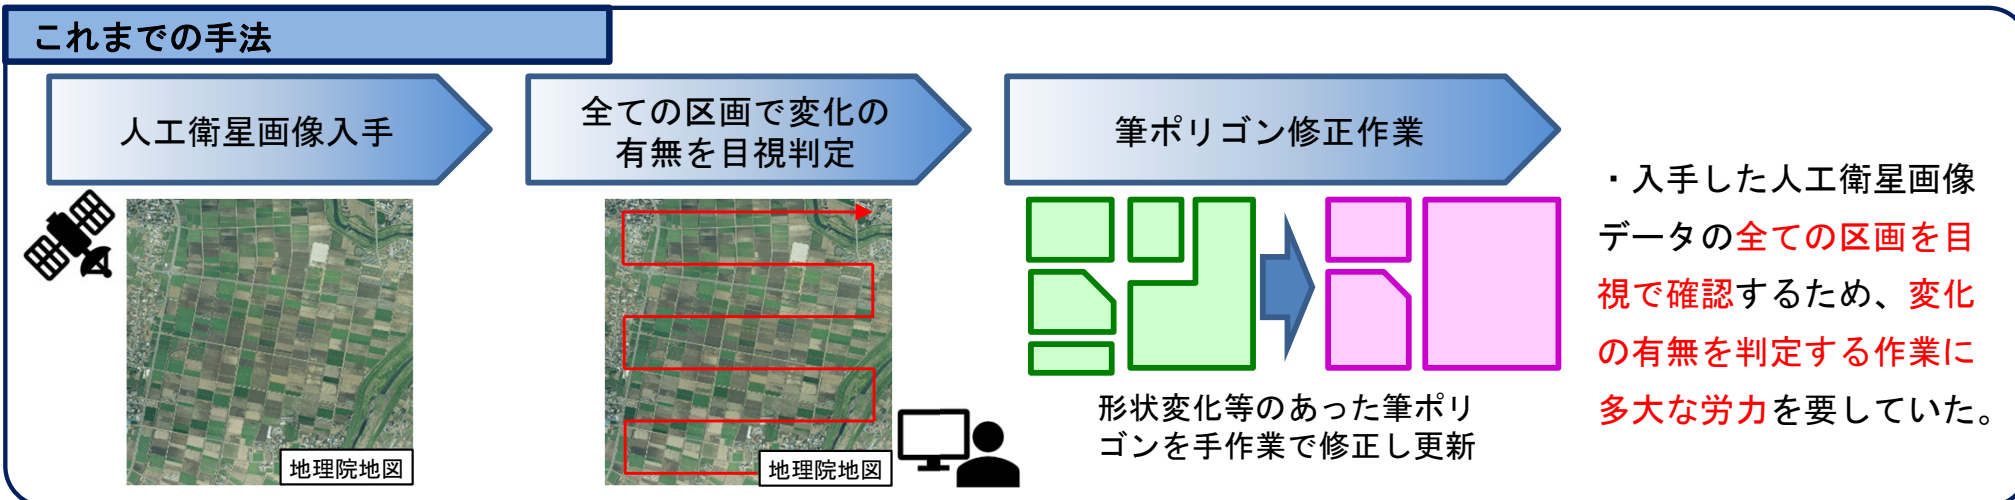 これまでの手法
人工衛星画像入手
全ての区画で変化の
有無を目視判定
筆ポリゴン修正作業
地理院地図
地理院地図
形状変化等のあった筆ポリ
ゴンを手作業で修正し更新
・入手した人工衛星画像
データの全ての区画を目
視で確認するため、変化
の有無を判定する作業に
多大な労力を要していた。